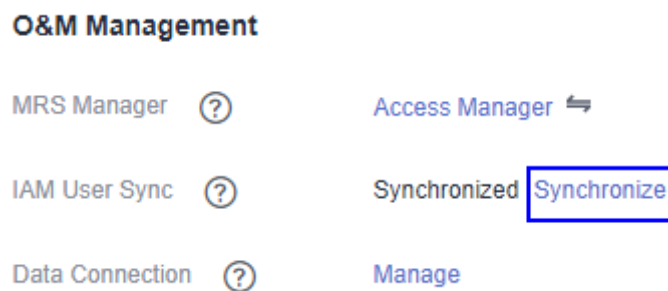 O&M Management
MRS Manager ? Access Manager
IAM User Sync ? Synchronized Synchronize
Data Connection ? Manage